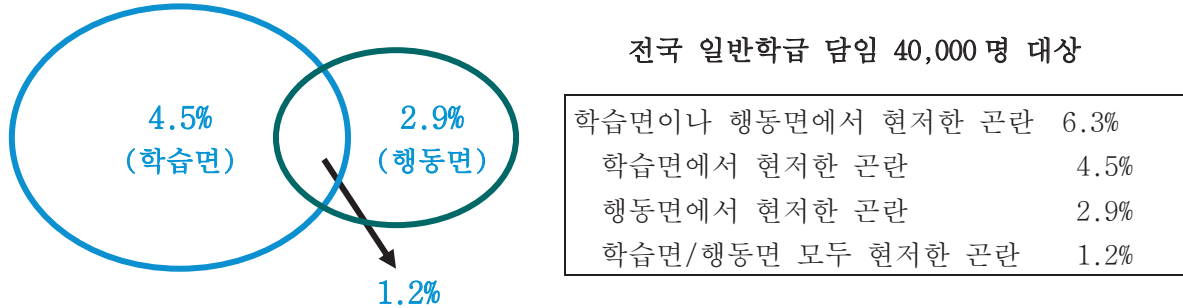 4.5%
(학습면)
2.9%
(행동면)
1.2%
전국 일반학급 담임 40,000명 대상
학습면이나 행동면에서 현저한 곤란 6.3%
학습면에서 현저한 곤란 4.5%
행동면에서 현저한 곤란 2.9%
학습면/행동면 모두 현저한 곤란 1.2%